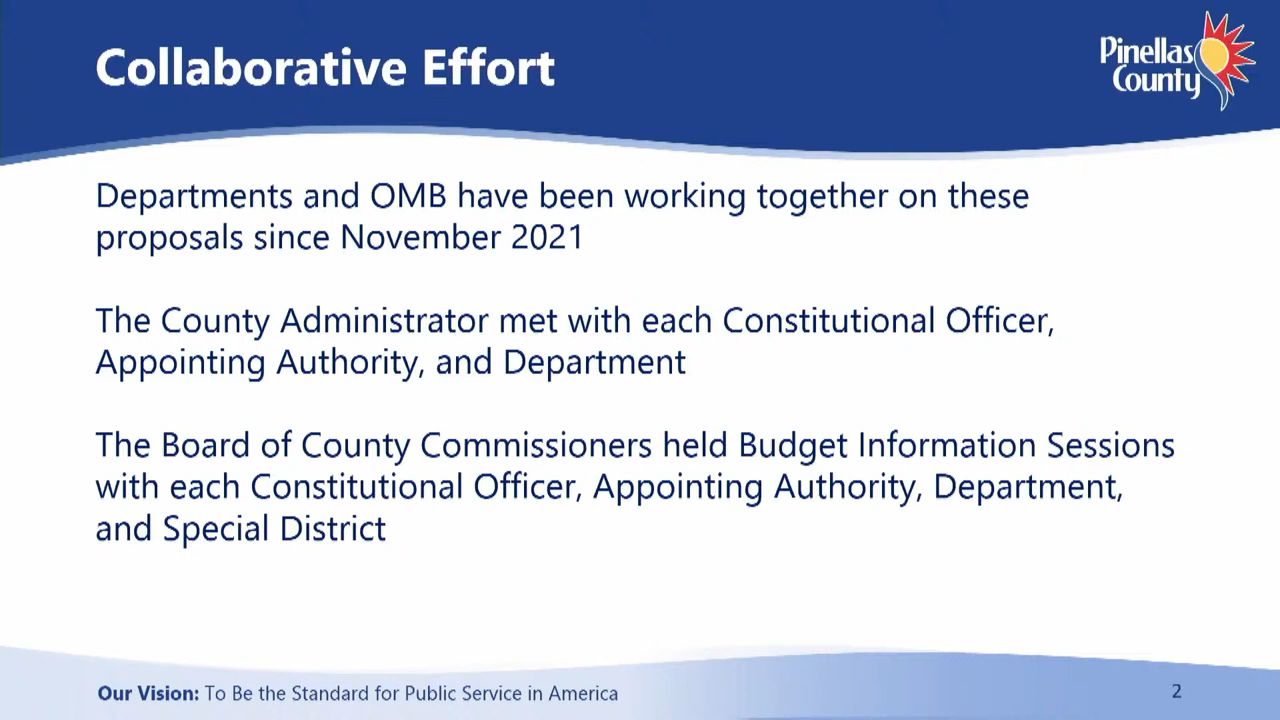 Collaborative Effort
Pinellas
County
Departments and OMB have been working together on these
proposals since November 2021
The County Administrator met with each Constitutional Officer,
Appointing Authority, and Department
The Board of County Commissioners held Budget Information Sessions
with each Constitutional Officer, Appointing Authority, Department,
and Special District
Our Vision: To Be the Standard for Public Service in America
2